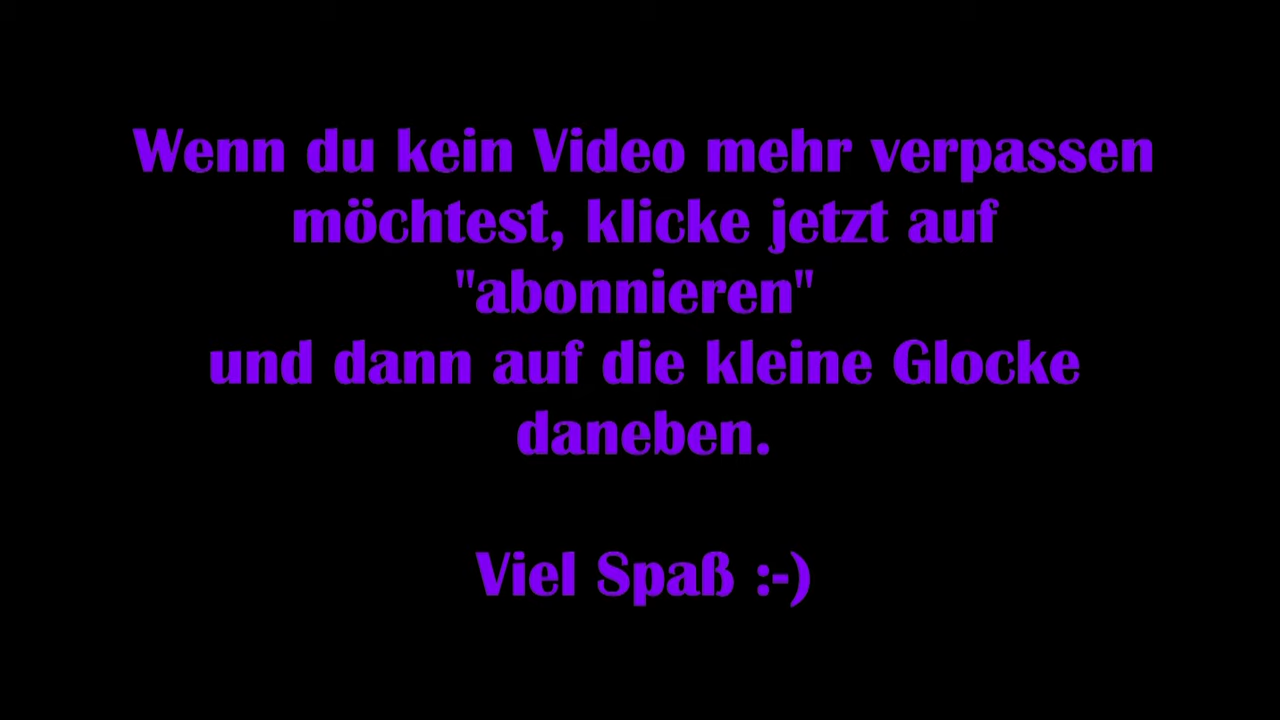 Wenn du kein Video mehr verpassen
möchtest, klicke jetzt auf
"abonnieren"
und dann auf die kleine Glocke
daneben.
Viel Spaß :-)